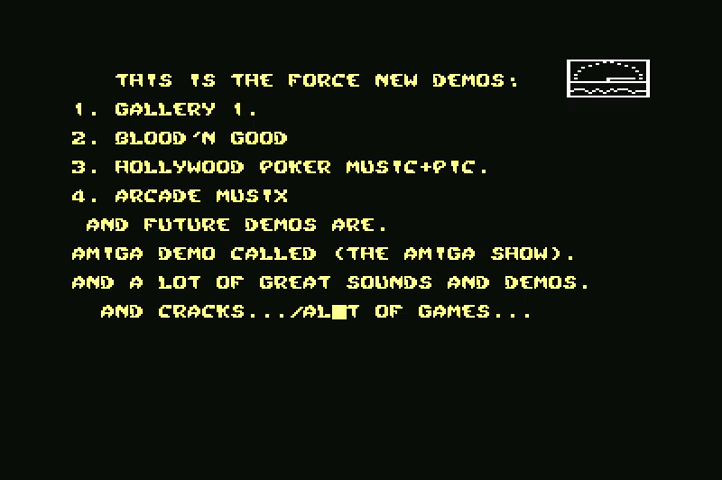 THIS IS THE FORCE NEW DEMOS:
1. GALLERY 1.
2. BLOOD'N GOOD
3. HOLLYWOOD POKER MUSIC+PIC.
4. ARCADE MUSIX
AND FUTURE DEMOS ARE.
AMIGA DEMO CALLED (THE AMIGA SHOW).
AND A LOT OF GREAT SOUNDS AND DEMOS.
AND CRACKS.../AL█T OF GAMES...